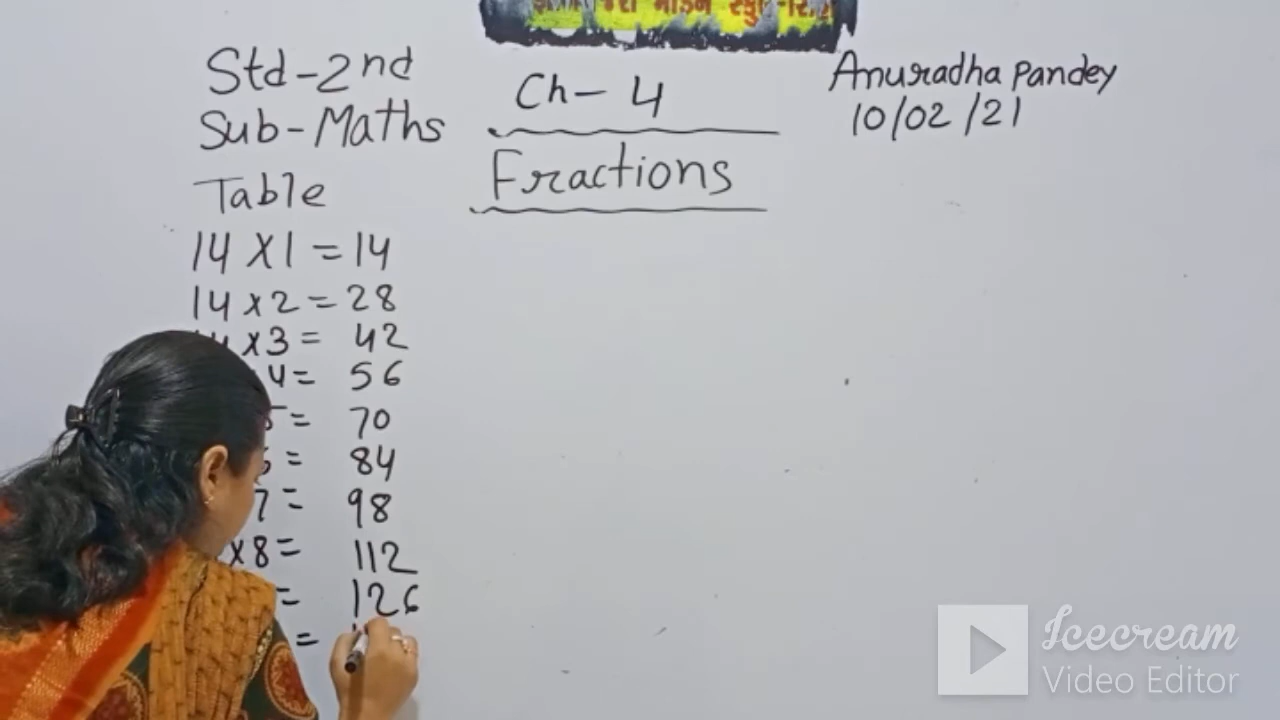 મોડન સ્કુલ
Std-2nd
Sub-Maths
Ch-4
Anuradha Pandey
10/02/21
Fractions
Table
14 X 1 = 14
14 x 2 = 28
x 3 = 42
4 = 56
= 70
= 84
7 = 98
x 8 = 112
= 126
=
Icecream
Video Editor